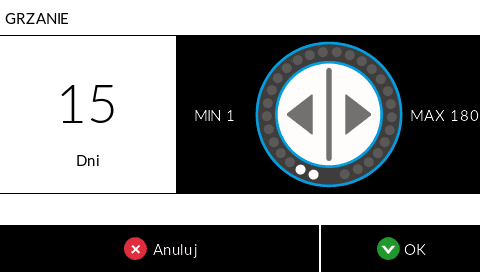 GRZANIE
15
Dni
MIN 1
MAX 180
Anuluj
OK